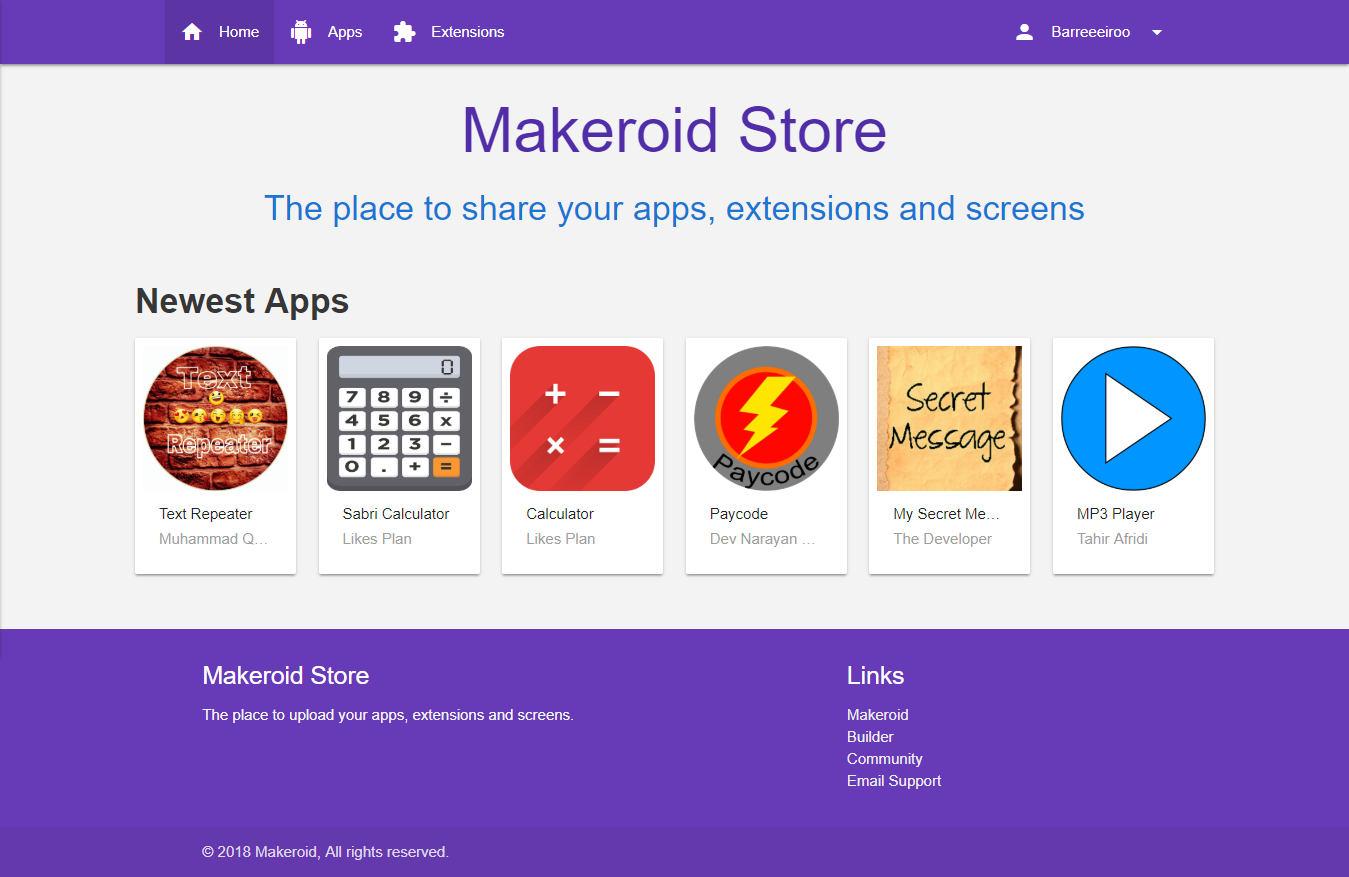 Home Apps Extensions Barreeeiroo
Makeroid Store
The place to share your apps, extensions and screens
Newest Apps
Text
Repeater
Text Repeater
Muhammad Q...
0
7 8 9 ÷
4 5 6 x
1 2 3 −
0 . + =
Sabri Calculator
Likes Plan
+ −
× =
Calculator
Likes Plan
Paycode
Paycode
Dev Narayan ...
Secret
Message
My Secret Me...
The Developer
MP3 Player
Tahir Afridi
Makeroid Store
The place to upload your apps, extensions and screens.
Links
Makeroid
Builder
Community
Email Support
© 2018 Makeroid, All rights reserved.